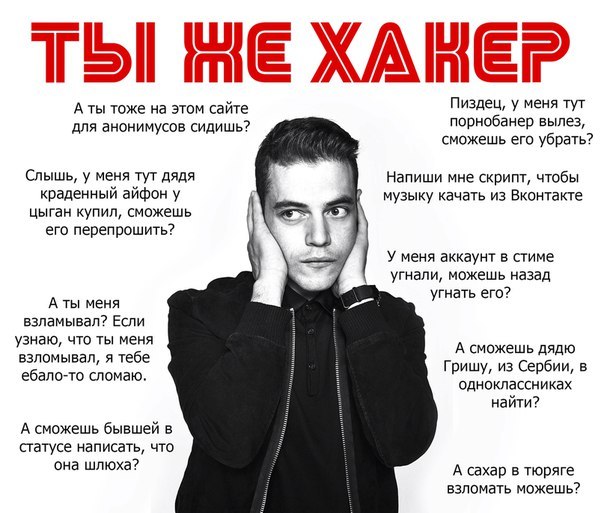 ТЫ ЖЕ ХАКЕР
А ты тоже на этом сайте
для анонимусов сидишь?
Пиздец, у меня тут
порнобанер вылез,
сможешь его убрать?
Слышь, у меня тут дядя
краденный айфон у
цыган купил, сможешь
его перепрошить?
Напиши мне скрипт, чтобы
музыку качать из Вконтакте
У меня аккаунт в стиме
угнали, можешь назад
угнать его?
А ты меня
взламывал? Если
узнаю, что ты меня
взломывал, я тебе
ебало-то сломаю.
А сможешь дядю
Гришу, из Сербии, в
одноклассниках
найти?
А сможешь бывшей в
статусе написать, что
она шлюха?
А сахар в тюряге
взломать можешь?